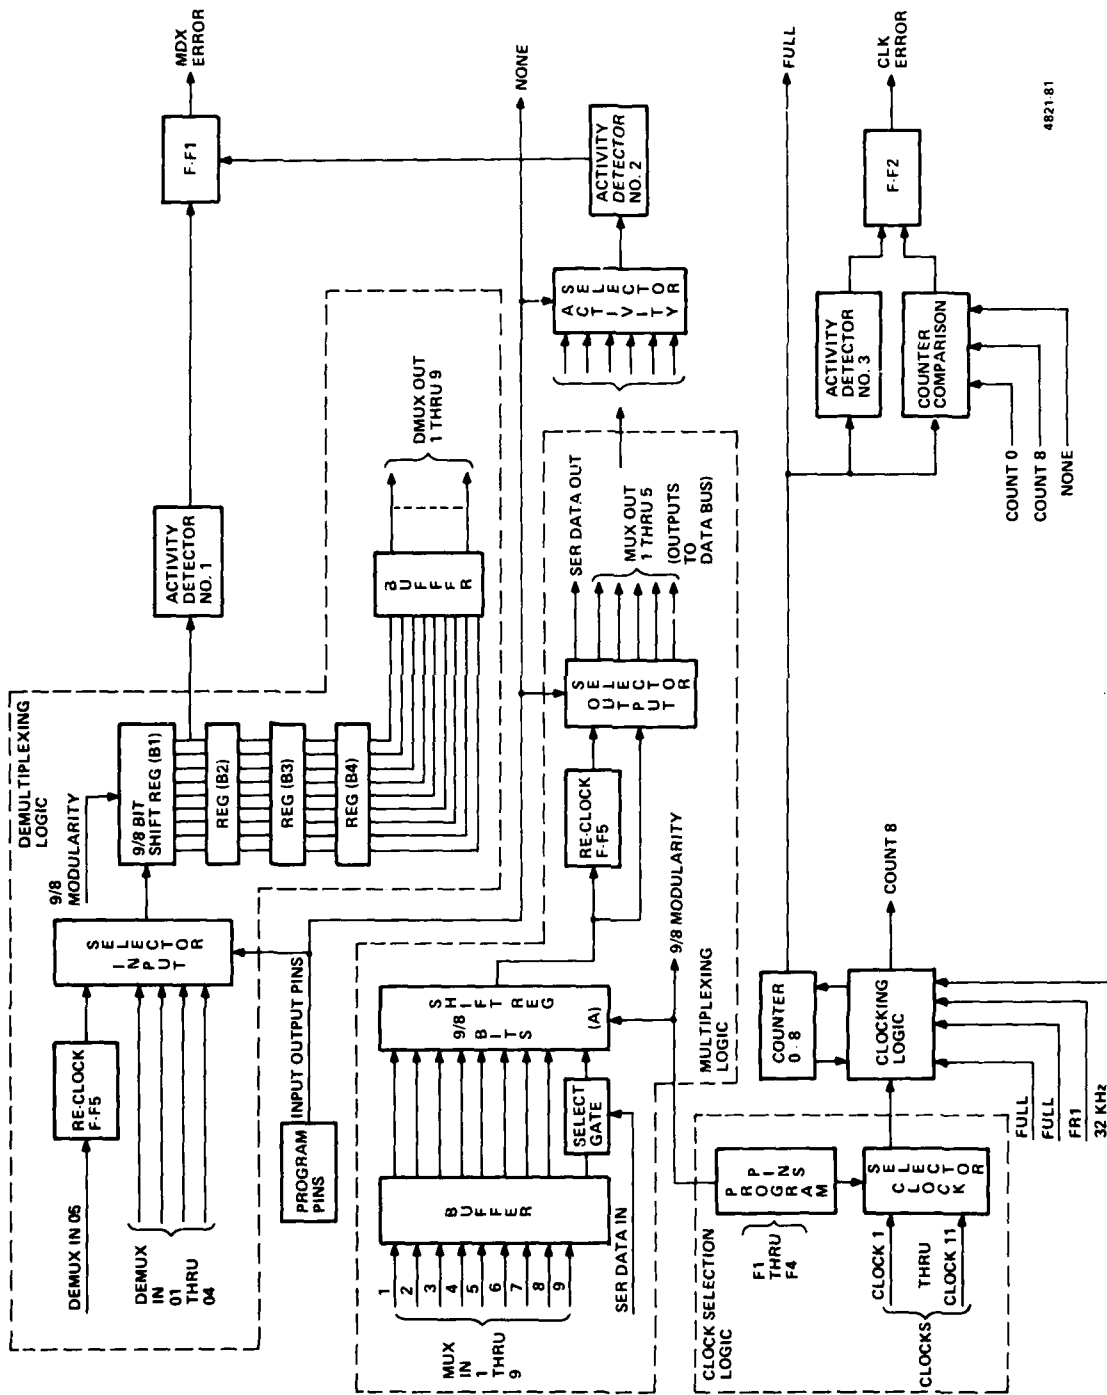 DEMULTIPLEXING
LOGIC
DEMUX IN 05
RE-CLOCK
F-F5
DEMUX
IN
01
THRU
04
INPUT
SELECTOR
9/8
MODULARITY
9/8 BIT
SHIFT REG (B1)
REG (B2)
REG (B3)
REG (B4)
BUFFFR
DMUX OUT
1 THRU 9
ACTIVITY
DETECTOR
NO. 1
F-F1
MDX
ERROR
PROGRAM
PINS
INPUT OUTPUT PINS
NONE
MUX
IN
1
THRU
9
1
2
3
4
5
6
7
8
9
BUFFER
SER DATA IN
SELECT
GATE
SHIFT REG
9/8
BITS
(A)
RE-CLOCK
F-F5
OUTPUT
SELECTOR
SER DATA OUT
MUX OUT
1 THRU 5
(OUTPUTS
TO
DATA BUS)
MULTIPLEXING
LOGIC
ACTIVITY
SELECTOR
ACTIVITY
DETECTOR
NO. 2
9/8 MODULARITY
CLOCK SELECTION
LOGIC
F1
THRU
F4
PROGRAM
PINS
CLOCK 1
THRU
CLOCK 11
CLOCKS
CLOCK
SELECTOR
COUNTER
0 - 8
CLOCKING
LOGIC
COUNT 8
FULL
FULL
FR1
32 KHz
FULL
ACTIVITY
DETECTOR
NO. 3
COUNTER
COMPARISON
COUNT 0
COUNT 8
NONE
F-F2
CLK
ERROR
4821-81